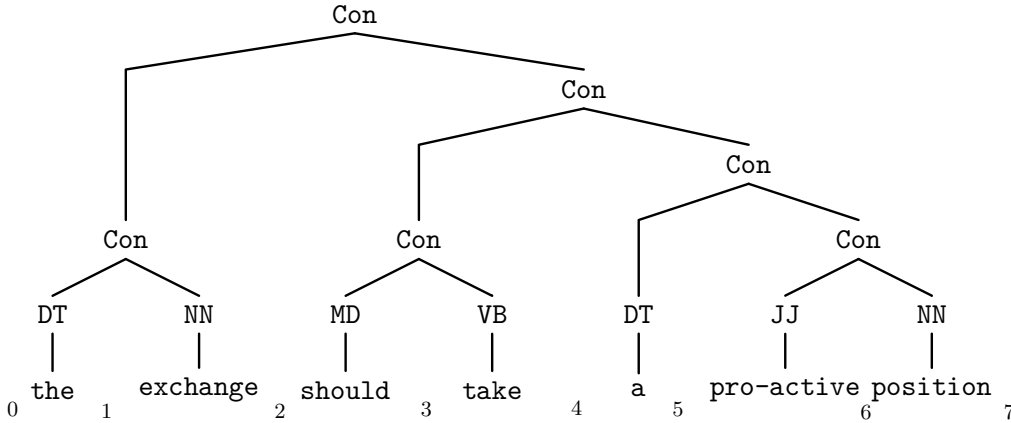 Con
Con
Con
Con Con Con
DT NN MD VB DT JJ NN
the exchange should take a pro-active position
0 1 2 3 4 5 6 7